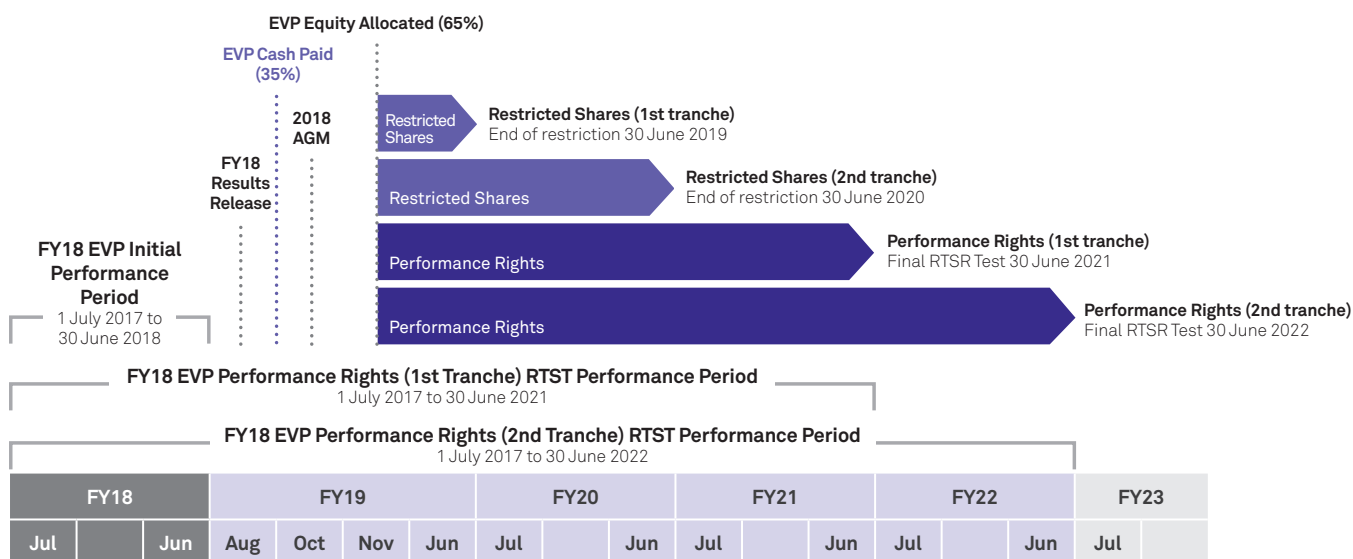 EVP Equity Allocated (65%)
EVP Cash Paid
(35%)
2018
AGM
FY18
Results
Release
Restricted
Shares
Restricted Shares (1st tranche)
End of restriction 30 June 2019
Restricted Shares
Restricted Shares (2nd tranche)
End of restriction 30 June 2020
Performance Rights
Performance Rights (1st tranche)
Final RTSR Test 30 June 2021
Performance Rights
Performance Rights (2nd tranche)
Final RTSR Test 30 June 2022
FY18 EVP Initial
Performance
Period
1 July 2017 to
30 June 2018
FY18 EVP Performance Rights (1st Tranche) RTST Performance Period
1 July 2017 to 30 June 2021
FY18 EVP Performance Rights (2nd Tranche) RTST Performance Period
1 July 2017 to 30 June 2022
FY18 FY19 FY20 FY21 FY22 FY23
Jul Jun Aug Oct Nov Jun Jul Jun Jul Jun Jul Jun Jul